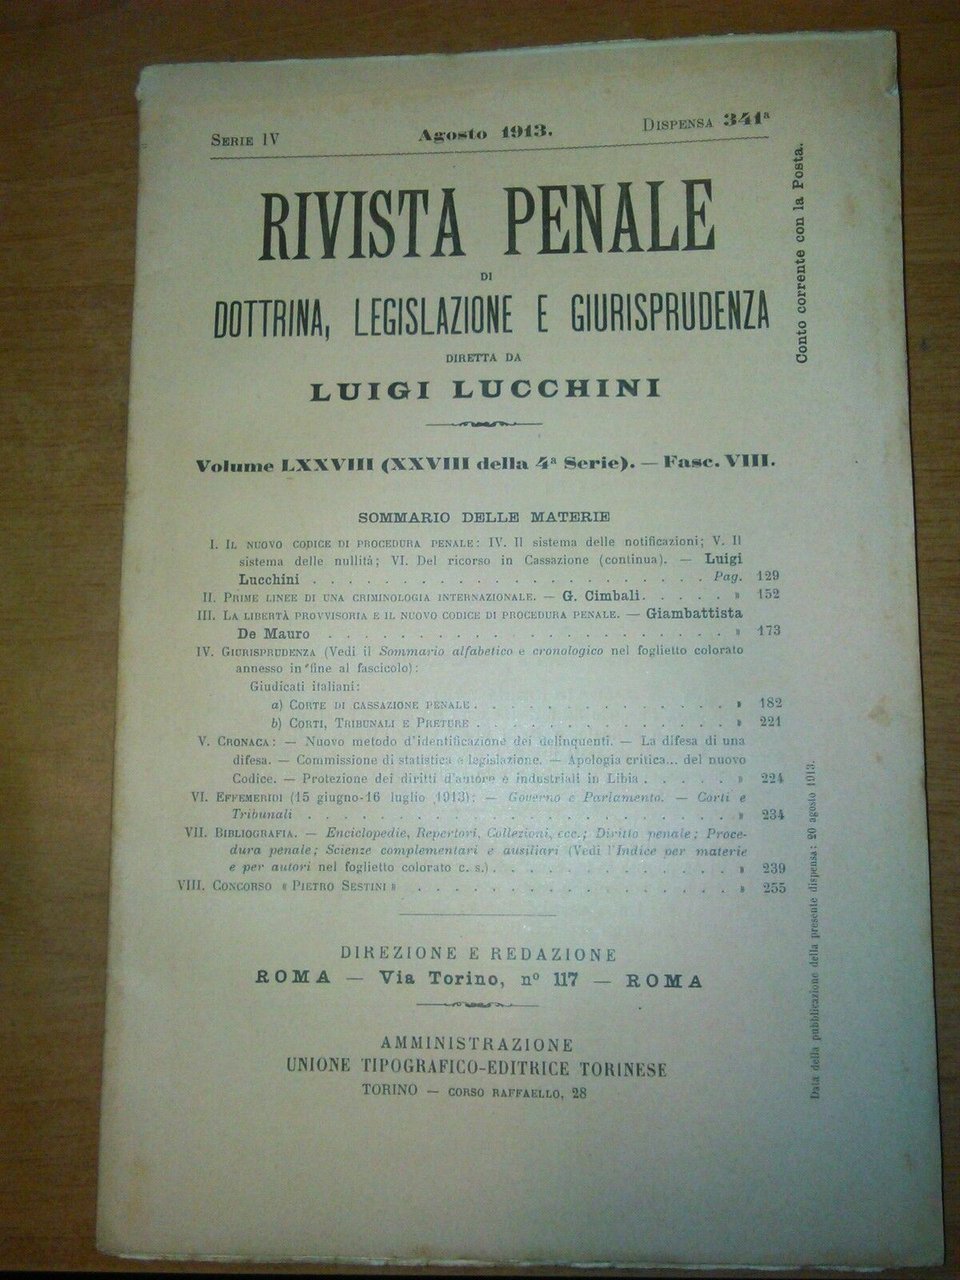 Serie IV Agosto 1913. Dispensa 341ª
RIVISTA PENALE
DI
DOTTRINA, LEGISLAZIONE E GIURISPRUDENZA
DIRETTA DA
LUIGI LUCCHINI
Volume LXXVIII (XXVIII della 4ª Serie). — Fasc. VIII.
SOMMARIO DELLE MATERIE
I. Il nuovo codice di procedura penale: IV. Il sistema delle notificazioni; V. Il
sistema delle nullità; VI. Del ricorso in Cassazione (continua). — Luigi
Lucchini . . . . . . . . . . . . . . . . . . . . . . . Pag. 129
II. Prime linee di una criminologia internazionale. — G. Cimbali. . . . . . » 152
III. La libertà provvisoria e il nuovo codice di procedura penale. — Giambattista
De Mauro . . . . . . . . . . . . . . . . . . . . . . » 173
IV. Giurisprudenza (Vedi il Sommario alfabetico e cronologico nel foglietto colorato
annesso in fine al fascicolo):
Giudicati italiani:
a) Corte di cassazione penale . . . . . . . . . . . . . . . » 182
b) Corti, Tribunali e Preture . . . . . . . . . . . . . . . » 221
V. Cronaca: — Nuovo metodo d'identificazione dei delinquenti. — La difesa di una
difesa. — Commissione di statistica e legislazione. — Apologia critica... del nuovo
Codice. — Protezione dei diritti d'autore e industriali in Libia . . . . . » 224
VI. Effemeridi (15 giugno-16 luglio 1913): — Governo e Parlamento. — Corti e
Tribunali . . . . . . . . . . . . . . . . . . . . . . » 234
VII. Bibliografia. — Enciclopedie, Repertori, Collezioni, ecc.; Diritto penale; Proce-
dura penale; Scienze complementari e ausiliari (Vedi l'Indice per materie
e per autori nel foglietto colorato c. s.) . . . . . . . . . . . . . » 239
VIII. Concorso « Pietro Sestini » . . . . . . . . . . . . . . . . » 255
DIREZIONE E REDAZIONE
ROMA — Via Torino, nº 117 — ROMA
AMMINISTRAZIONE
UNIONE TIPOGRAFICO-EDITRICE TORINESE
TORINO — CORSO RAFFAELLO, 28
Conto corrente con la Posta.
Data della pubblicazione della presente dispensa: 20 agosto 1913.